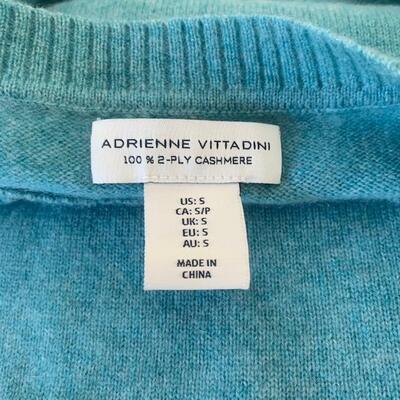 ADRIENNE VITTADINI
100 % 2-PLY CASHMERE
US: S
CA: S/P
UK: S
EU: S
AU: S
MADE IN
CHINA